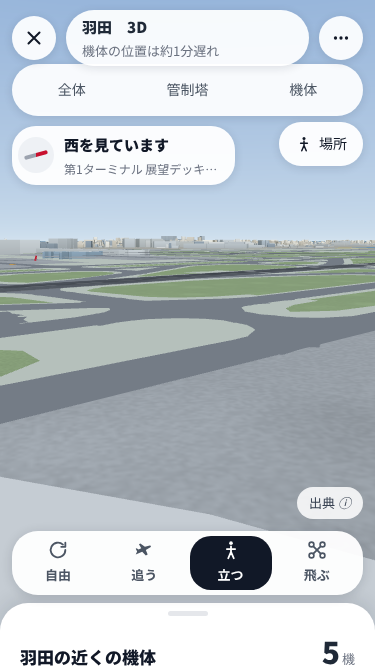 羽田　3D
機体の位置は約1分遅れ
全体
管制塔
機体
西を見ています
第1ターミナル 展望デッキ…
場所
出典
自由
追う
立つ
飛ぶ
羽田の近くの機体
5機